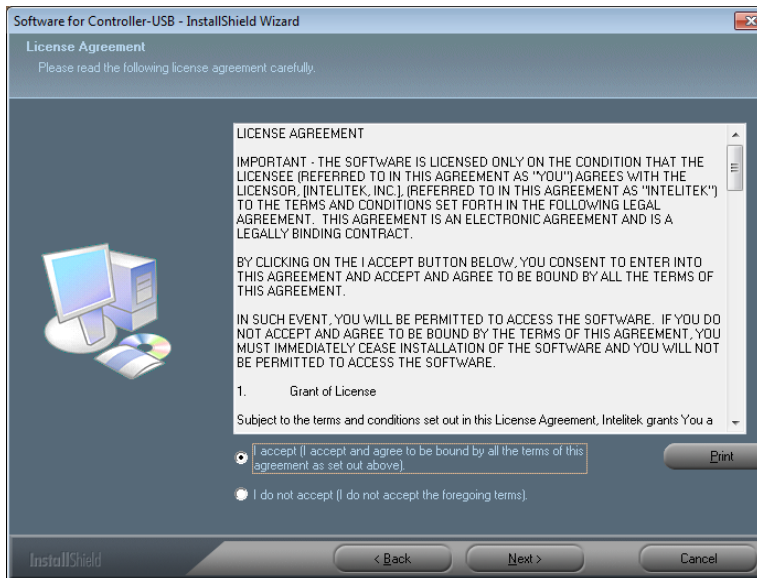 Software for Controller-USB - InstallShield Wizard
License Agreement
Please read the following license agreement carefully.
LICENSE AGREEMENT
IMPORTANT - THE SOFTWARE IS LICENSED ONLY ON THE CONDITION THAT THE
LICENSEE (REFERRED TO IN THIS AGREEMENT AS "YOU") AGREES WITH THE
LICENSOR, [INTELITEK, INC.], (REFERRED TO IN THIS AGREEMENT AS "INTELITEK")
TO THE TERMS AND CONDITIONS SET FORTH IN THE FOLLOWING LEGAL
AGREEMENT. THIS AGREEMENT IS AN ELECTRONIC AGREEMENT AND IS A
LEGALLY BINDING CONTRACT.
BY CLICKING ON THE I ACCEPT BUTTON BELOW, YOU CONSENT TO ENTER INTO
THIS AGREEMENT AND ACCEPT AND AGREE TO BE BOUND BY ALL THE TERMS OF
THIS AGREEMENT.
IN SUCH EVENT, YOU WILL BE PERMITTED TO ACCESS THE SOFTWARE. IF YOU DO
NOT ACCEPT AND AGREE TO BE BOUND BY THE TERMS OF THIS AGREEMENT, YOU
MUST IMMEDIATELY CEASE INSTALLATION OF THE SOFTWARE AND YOU WILL NOT
BE PERMITTED TO ACCESS THE SOFTWARE.
1. Grant of License
Subject to the terms and conditions set out in this License Agreement, Intelitek grants You a
I accept (I accept and agree to be bound by all the terms of this
agreement as set out above).
Print
I do not accept (I do not accept the foregoing terms).
InstallShield
< Back
Next >
Cancel